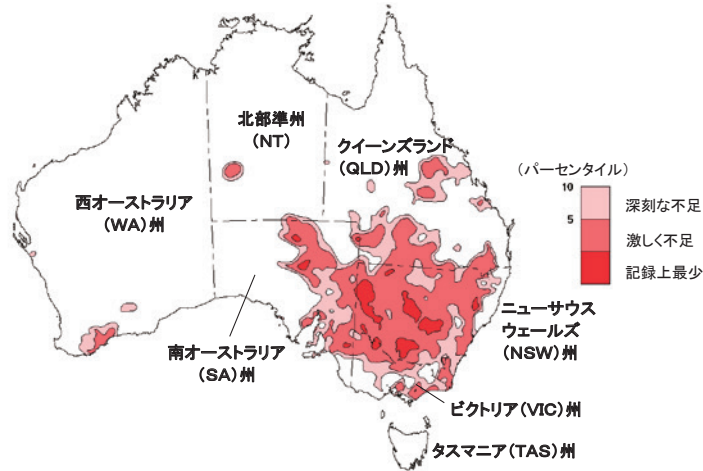 北部準州
（NT）
クイーンズランド
（QLD）州
西オーストラリア
（WA）州
（パーセンタイル）
10
5
深刻な不足
激しく不足
記録上最少
ニューサウス
ウェールズ
（NSW）州
南オーストラリア
（SA）州
ビクトリア（VIC）州
タスマニア（TAS）州